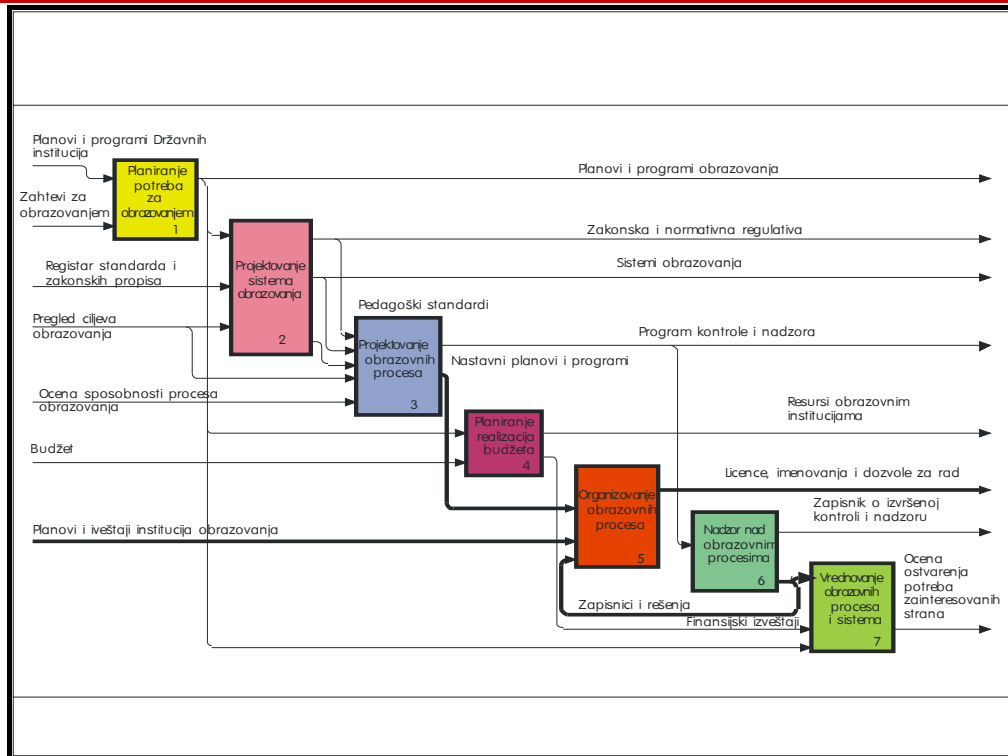 Planovi i programi Državnih
institucija
Zahtevi za
obrazovanjem
Planiranje
potreba
za
obrazovanjem
1
Planovi i programi obrazovanja
Registar standarda i
zakonskih propisa
Pregled ciljeva
obrazovanja
Projektovanje
sistema
obrazovanja
2
Zakonska i normativna regulativa
Sistemi obrazovanja
Pedagoški standardi
Ocena sposobnosti procesa
obrazovanja
Projektovanje
obrazovnih
procesa
3
Program kontrole i nadzora
Nastavni planovi i programi
Budžet
Planiranje
realizacija
budžeta
4
Resursi obrazovnim
institucijama
Planovi i iveštaji institucija obrazovanja
Organizovanje
obrazovnih
procesa
5
Licence, imenovanja i dozvole za rad
Nadzor nad
obrazovnim
procesima
6
Zapisnik o izvršenoj
kontroli i nadzoru
Zapisnici i rešenja
Finansijski izveštaji
Vrednovanje
obrazovnih
procesa
i sistema
7
Ocena
ostvarenja
potreba
zainteresovanih
strana